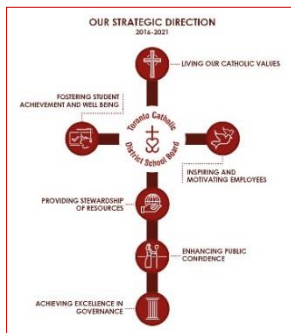 OUR STRATEGIC DIRECTION
2016-2021
LIVING OUR CATHOLIC VALUES
FOSTERING STUDENT
ACHIEVEMENT AND WELL BEING
Toronto Catholic
District School Board
INSPIRING AND
MOTIVATING EMPLOYEES
PROVIDING STEWARDSHIP
OF RESOURCES
ENHANCING PUBLIC
CONFIDENCE
ACHIEVING EXCELLENCE IN
GOVERNANCE